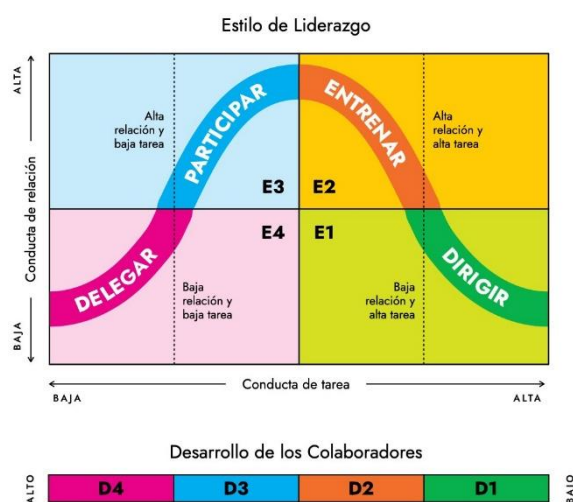 Estilo de Liderazgo
ALTA
Conducta de relación
BAJA
Alta
relación y
baja tarea
PARTICIPAR
E3
ENTRENAR
E2
Alta
relación y
alta tarea
DELEGAR
E4
Baja
relación y
baja tarea
E1
Baja
relación y
alta tarea
DIRIGIR
Conducta de tarea
BAJA
ALTA
Desarrollo de los Colaboradores
ALTO
D4
D3
D2
D1
BAJO